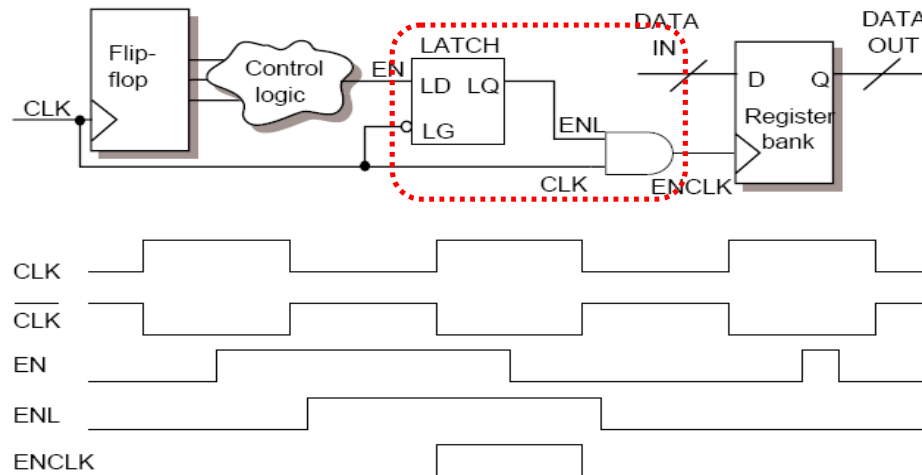 DATA IN
DATA OUT
LATCH
Flip-flop
Control logic
EN
LD LQ
D Q
CLK
LG
ENL
Register bank
CLK
ENCLK
CLK
CLK
EN
ENL
ENCLK